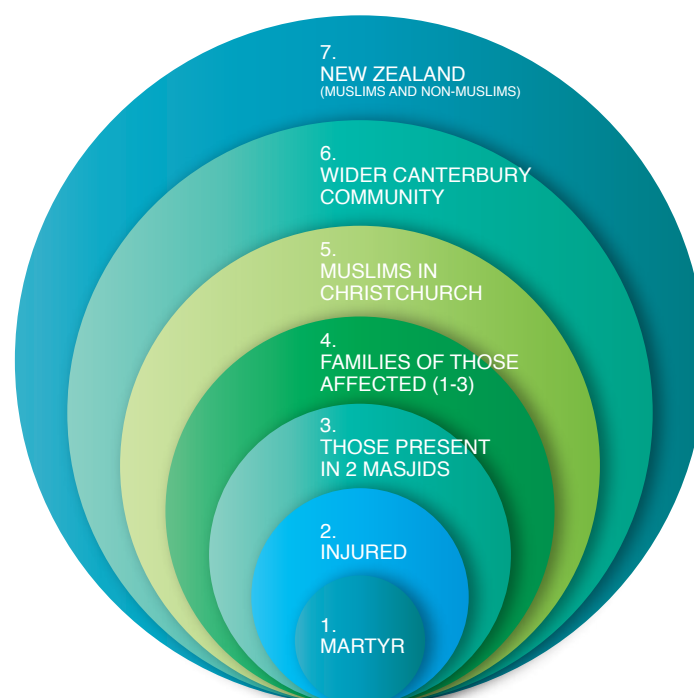 7.
NEW ZEALAND
(MUSLIMS AND NON-MUSLIMS)
6.
WIDER CANTERBURY
COMMUNITY
5.
MUSLIMS IN
CHRISTCHURCH
4.
FAMILIES OF THOSE
AFFECTED (1-3)
3.
THOSE PRESENT
IN 2 MASJIDS
2.
INJURED
1.
MARTYR